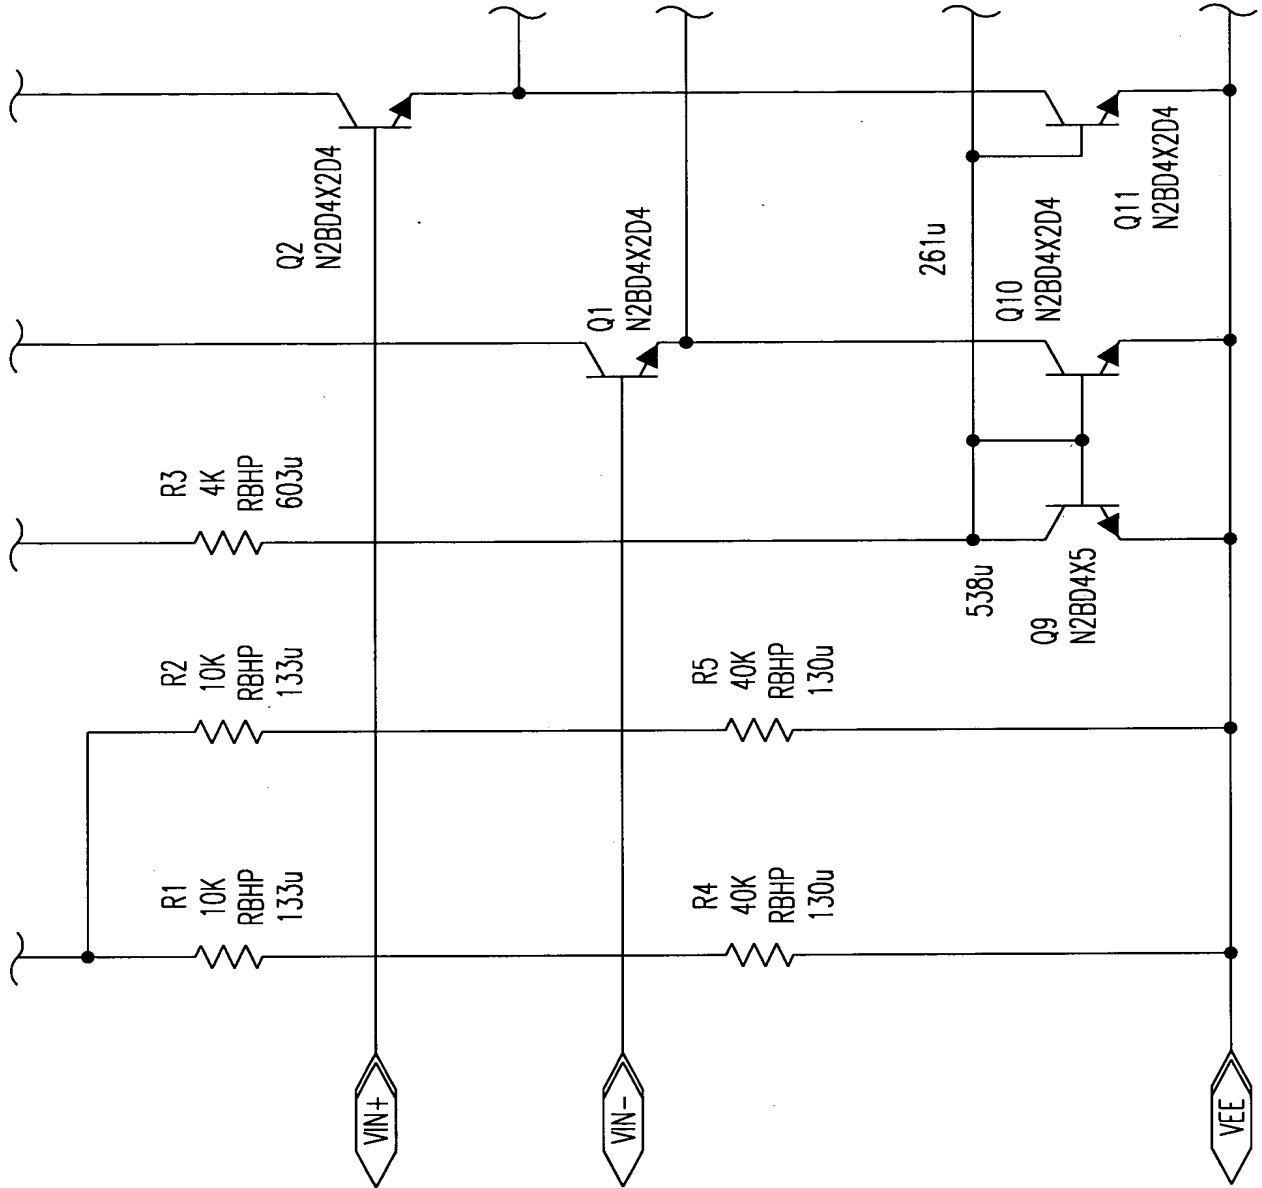 Q2
N2BD4X2D4
Q1
N2BD4X2D4
261u
Q10
N2BD4X2D4
Q11
N2BD4X2D4
R3
4K
RBHP
603u
538u
Q9
N2BD4X5
R2
10K
RBHP
133u
R5
40K
RBHP
130u
R1
10K
RBHP
133u
R4
40K
RBHP
130u
VIN+
VIN-
VEE